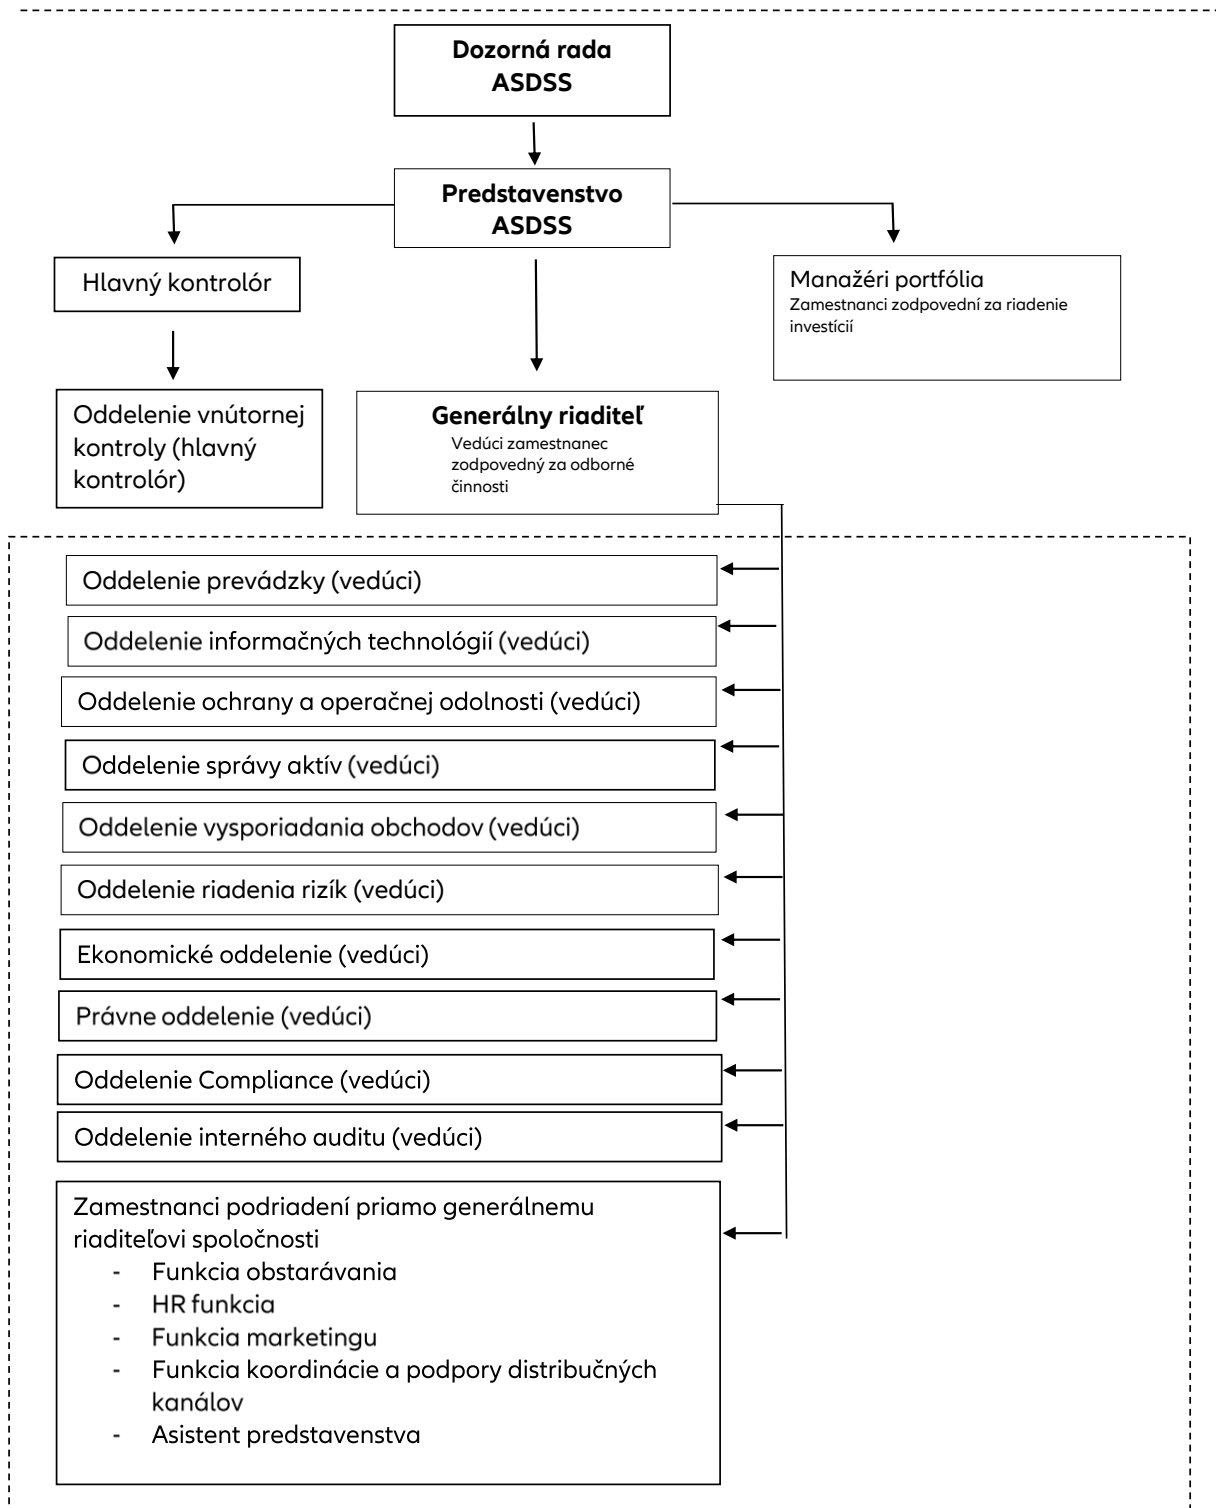 Dozorná rada
ASDSS
Predstavenstvo
ASDSS
Hlavný kontrolór
Manažéri portfólia
Zamestnanci zodpovední za riadenie
investícií
Oddelenie vnútornej
kontroly (hlavný
kontrolór)
Generálny riaditeľ
Vedúci zamestnanec
zodpovedný za odborné
činnosti
Oddelenie prevádzky (vedúci)
Oddelenie informačných technológií (vedúci)
Oddelenie ochrany a operačnej odolnosti (vedúci)
Oddelenie správy aktív (vedúci)
Oddelenie vysporiadania obchodov (vedúci)
Oddelenie riadenia rizík (vedúci)
Ekonomické oddelenie (vedúci)
Právne oddelenie (vedúci)
Oddelenie Compliance (vedúci)
Oddelenie interného auditu (vedúci)
Zamestnanci podriadení priamo generálnemu
riaditeľovi spoločnosti
- Funkcia obstarávania
- HR funkcia
- Funkcia marketingu
- Funkcia koordinácie a podpory distribučných
kanálov
- Asistent predstavenstva